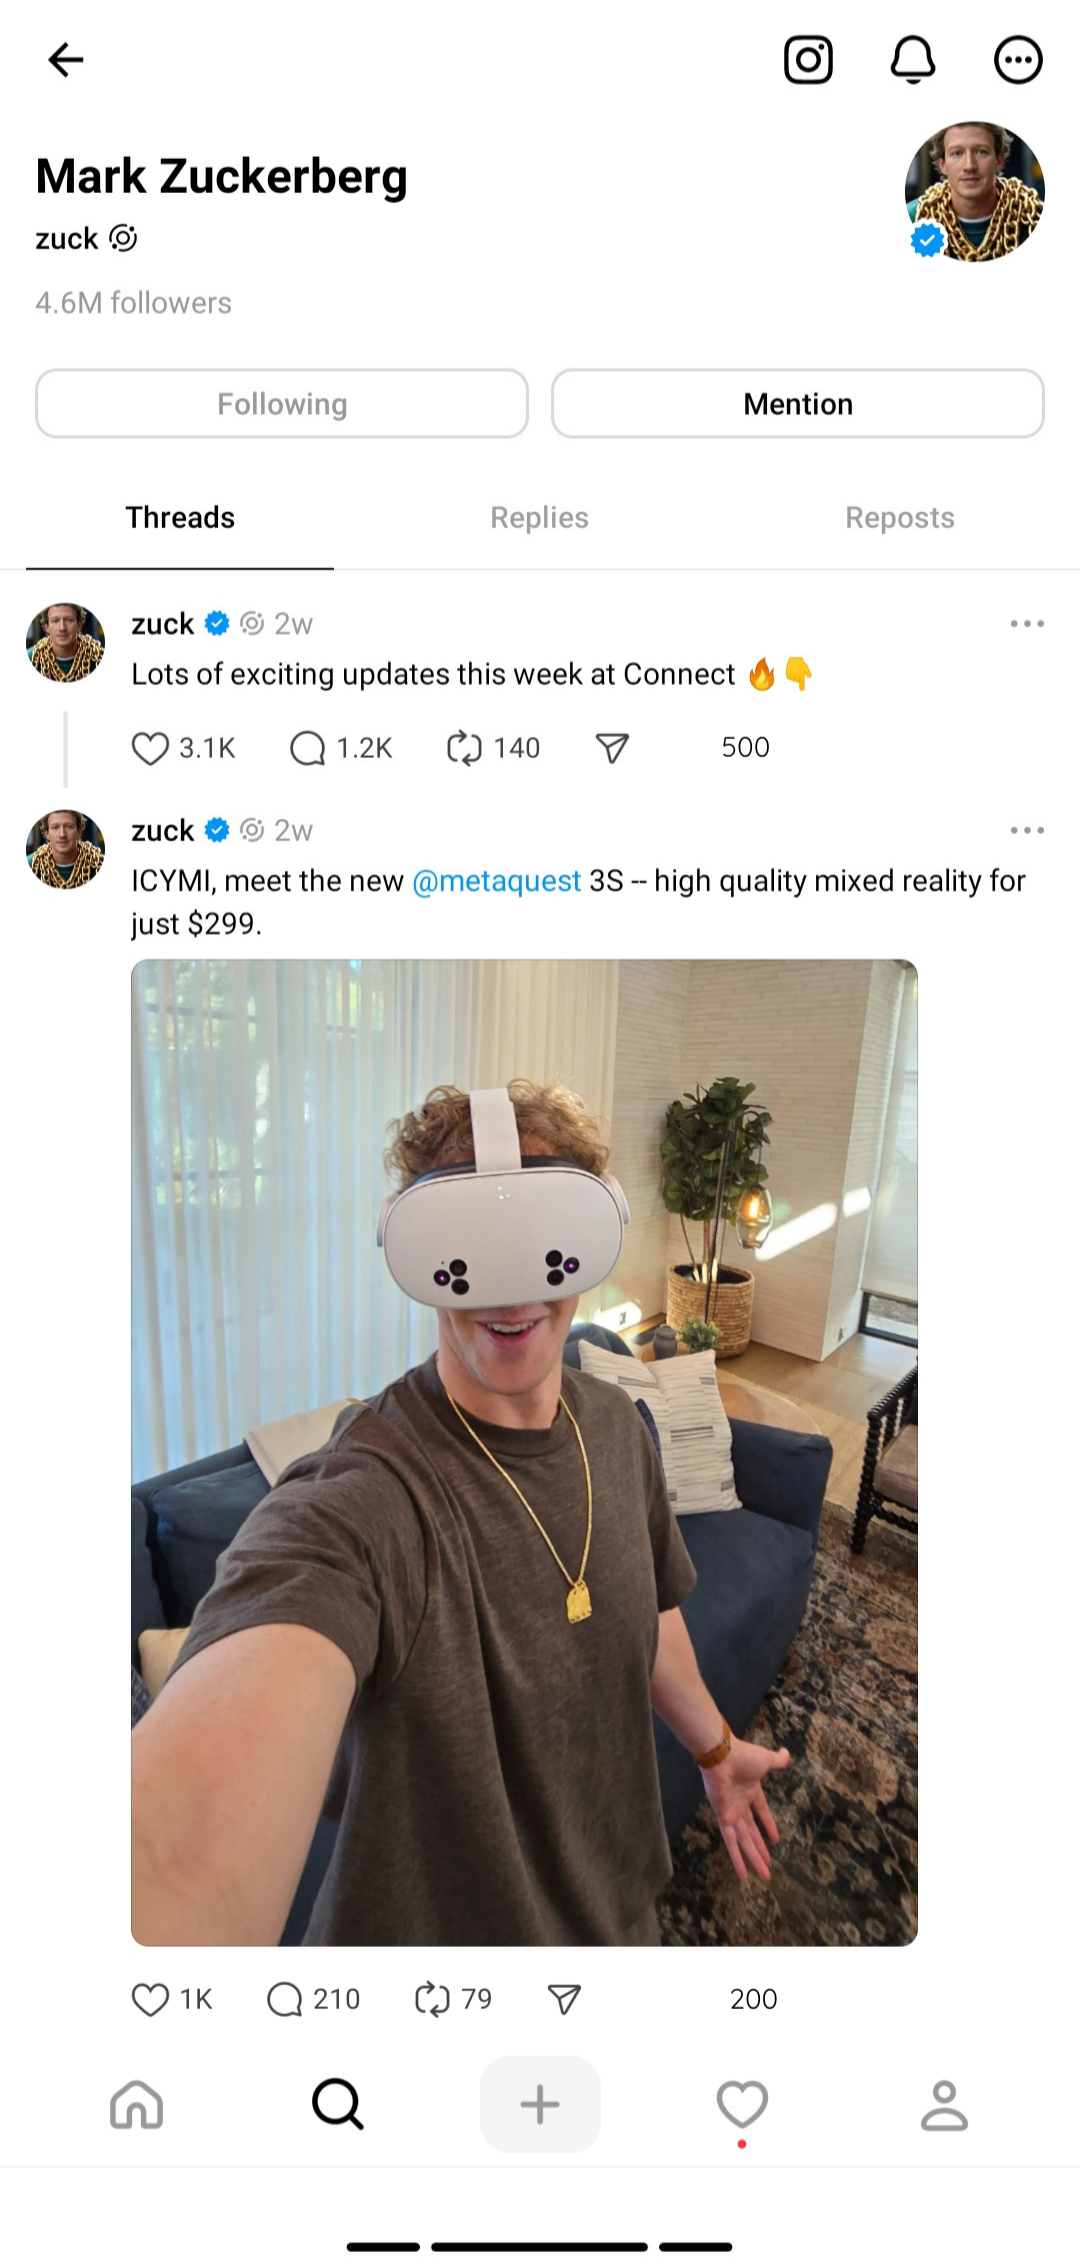 Mark Zuckerberg
zuck
4.6M followers
Following
Mention
Threads
Replies
Reposts
zuck 2w
Lots of exciting updates this week at Connect 🔥👇
3.1K 1.2K 140 500
zuck 2w
ICYMI, meet the new @metaquest 3S -- high quality mixed reality for
just $299.
1K 210 79 200